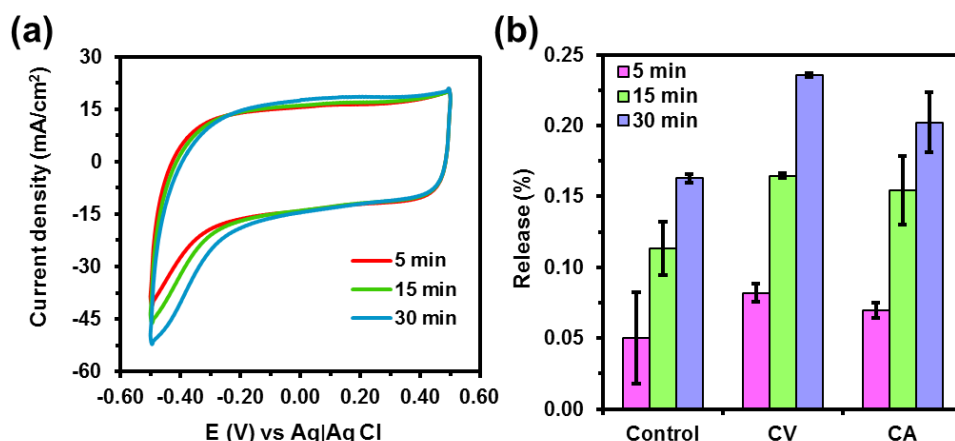 (a)
30
15
0
-15
-30
-45
-60
Current density (mA/cm²)
5 min
15 min
30 min
-0.60 -0.40 -0.20 0.00 0.20 0.40 0.60
E (V) vs Ag|Ag Cl
(b)
0.25
0.20
0.15
0.10
0.05
0.00
Release (%)
5 min
15 min
30 min
Control CV CA